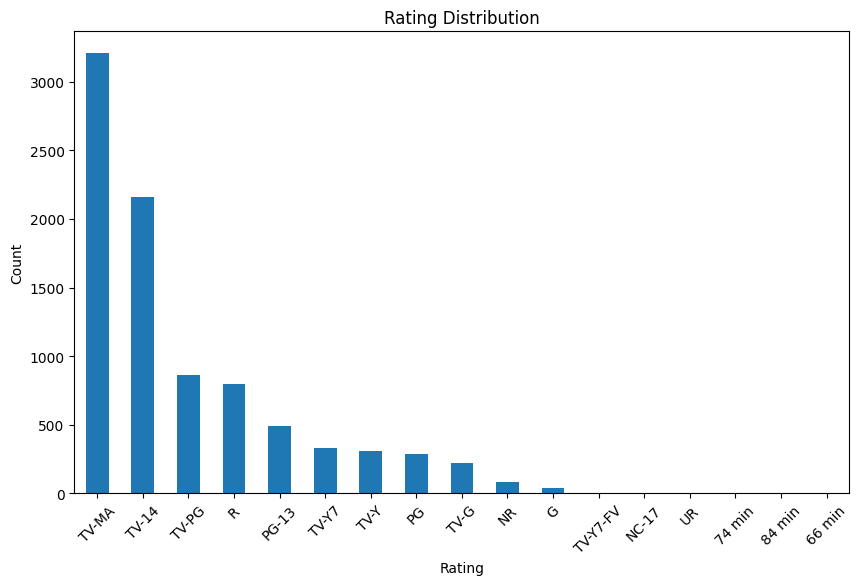 Rating Distribution
Count
3000
2500
2000
1500
1000
500
0
TV-MA
TV-14
TV-PG
R
PG-13
TV-Y7
TV-Y
PG
TV-G
NR
G
TV-Y7-FV
NC-17
UR
74 min
84 min
66 min
Rating